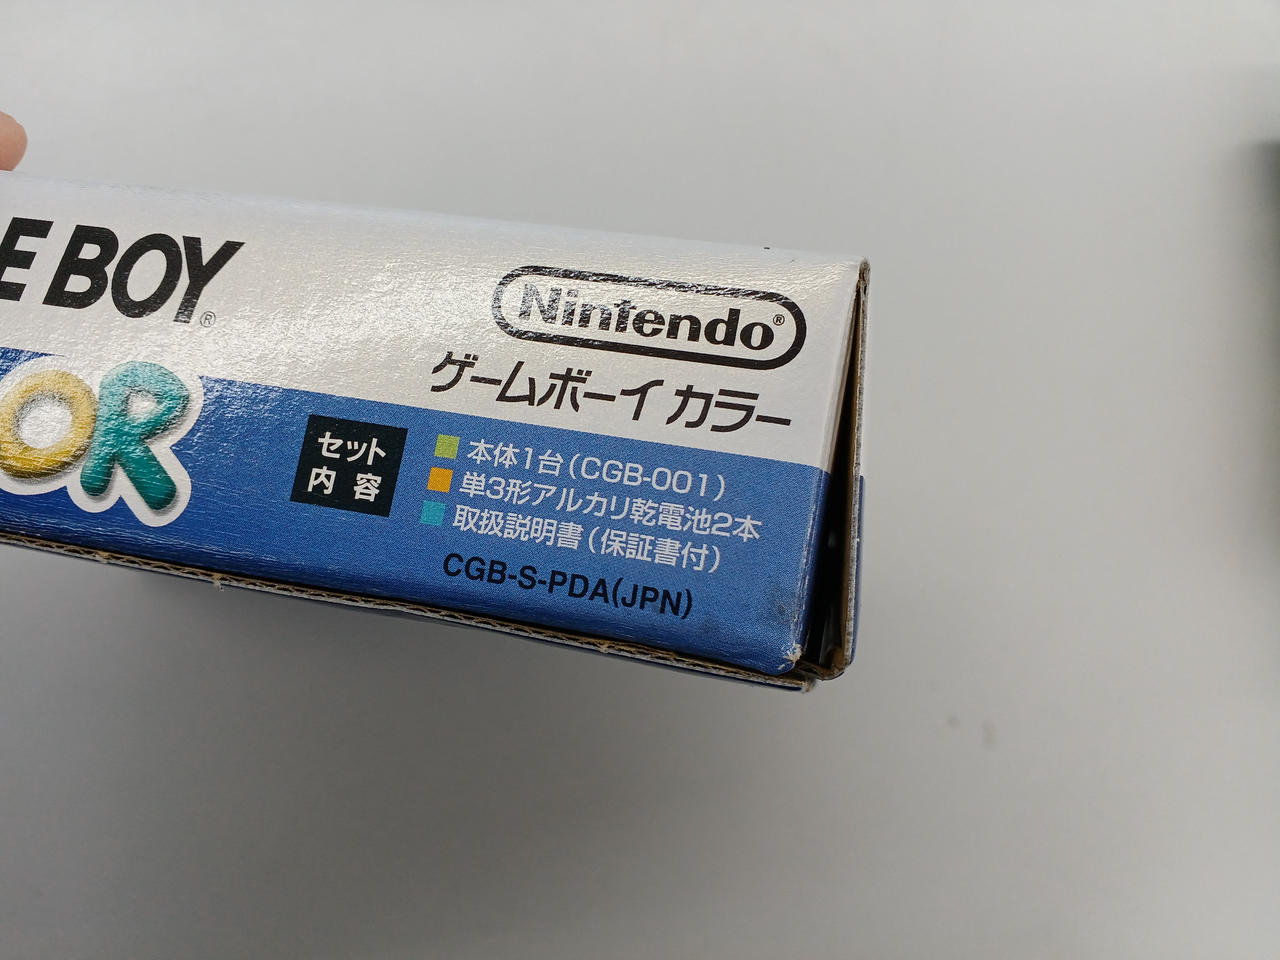 E BOY®
OR
Nintendo®
ゲームボーイ カラー
セット
内容
本体1台(CGB-001)
単3形アルカリ乾電池2本
取扱説明書(保証書付)
CGB-S-PDA(JPN)